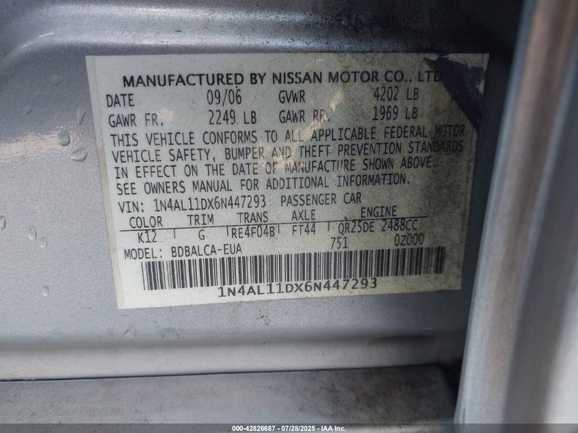 MANUFACTURED BY NISSAN MOTOR CO., LTD
DATE 09/06 GVWR 4202 LB
GAWR FR. 2249 LB GAWR RR. 1969 LB
THIS VEHICLE CONFORMS TO ALL APPLICABLE FEDERAL MOTOR
VEHICLE SAFETY, BUMPER AND THEFT PREVENTION STANDARDS
IN EFFECT ON THE DATE OF MANUFACTURE SHOWN ABOVE.
SEE OWNERS MANUAL FOR ADDITIONAL INFORMATION.
VIN: 1N4AL11DX6N447293 PASSENGER CAR
COLOR TRIM TRANS AXLE ENGINE
K12 G RE4F04B FT44 QR25DE 2488CC
MODEL: BDBALCA-EUA 751 0Z000
1N4AL11DX6N447293
000-42826687 07/28/2025 IAA, Inc.